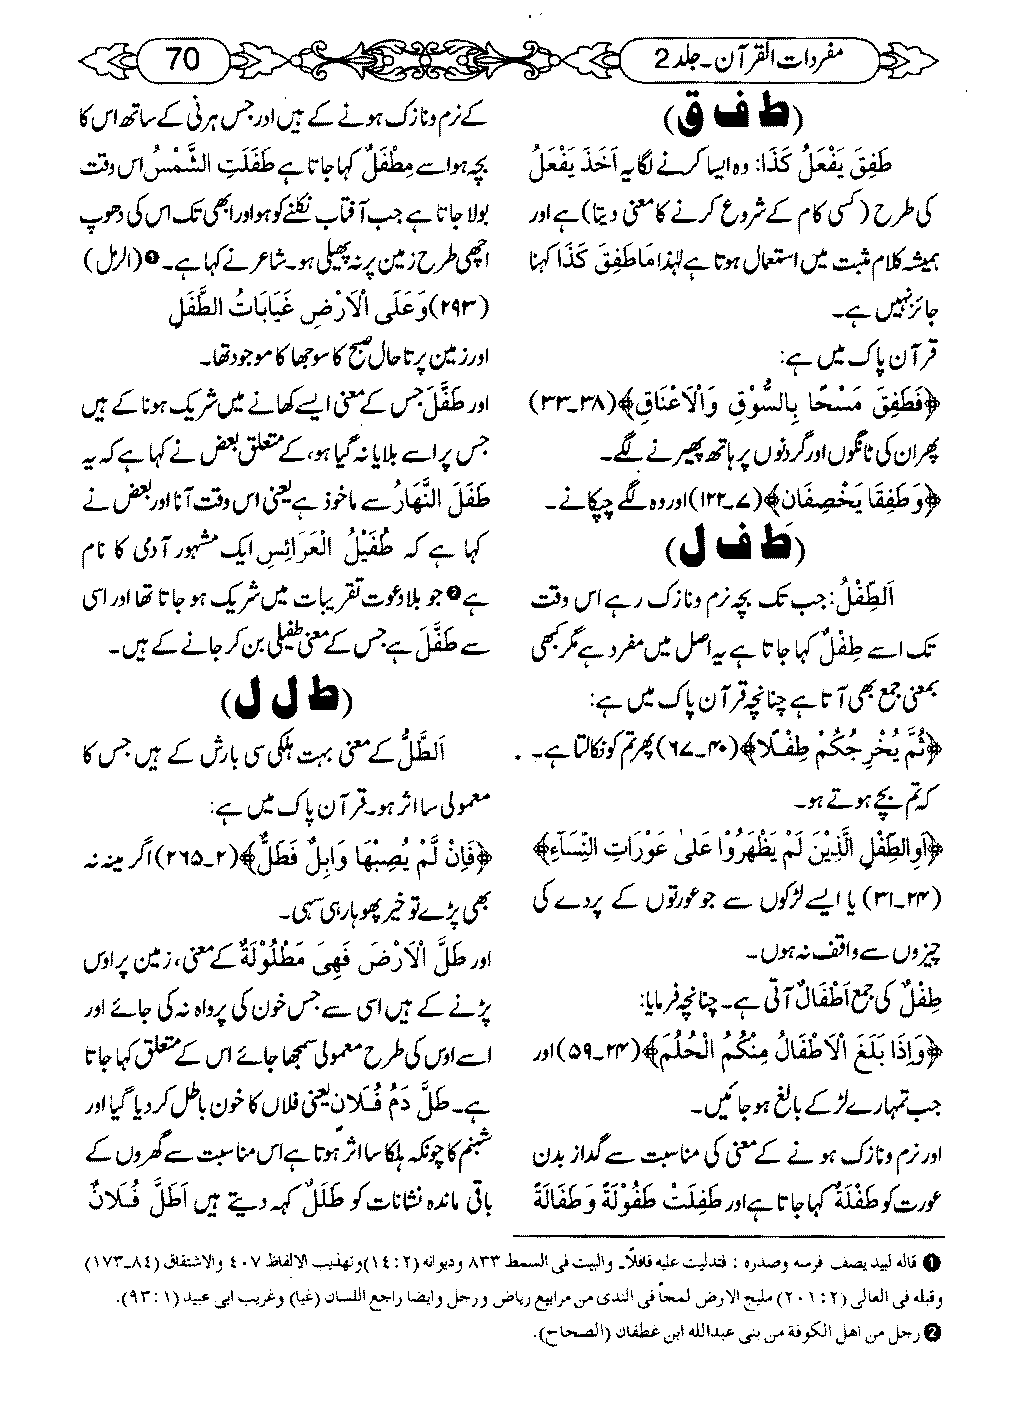 مفردات القرآن ۔ جلد 2
70
(ط ف ق)
طَفِقَ یَفْعَلُ کَذَا: وہ ایسا کرنے لگا یہ اَخَذَ یَفْعَلُ
کی طرح (کسی کام کے شروع کرنے کا معنی دیتا) ہے اور
ہمیشہ کلام مثبت میں استعمال ہوتا ہے لہٰذا مَا طَفِقَ کَذَا کہنا
جائز نہیں ہے۔
قرآن پاک میں ہے:
﴿فَطَفِقَ مَسْحًا بِالسُّوْقِ وَالْاَعْنَاقِ﴾ (۳۸۔۳۳)
پھر ان کی ٹانگوں اور گردنوں پر ہاتھ پھیرنے لگے۔
﴿وَطَفِقَا یَخْصِفَان﴾ (۷۔۱۲۲) اور وہ لگے چپکانے۔
(ط ف ل)
اَلطِّفْلُ: جب تک بچہ نرم و نازک رہے اس وقت
تک اسے طِفْلٌ کہا جاتا ہے یہ اصل میں مفرد ہے مگر کبھی
بمعنی جمع بھی آتا ہے چنانچہ قرآن پاک میں ہے:
﴿ثُمَّ یُخْرِجُکُمْ طِفْلًا﴾ (۴۰۔۶۷) پھر تم کو نکالتا ہے۔
کہ تم بچے ہوتے ہو۔
﴿اَوِالطِّفْلِ الَّذِیْنَ لَمْ یَظْهَرُوْا عَلٰی عَوْرَاتِ النِّسَآءِ﴾
(۲۴۔۳۱) یا ایسے لڑکوں سے جو عورتوں کے پردے کی
چیزوں سے واقف نہ ہوں۔
طِفْلٌ کی جمع اَطْفَالٌ آتی ہے۔ چنانچہ فرمایا:
﴿وَاِذَا بَلَغَ الْاَطْفَالُ مِنْکُمُ الْحُلُمَ﴾ (۲۴۔۵۹) اور
جب تمہارے لڑکے بالغ ہو جائیں۔
اور نرم و نازک ہونے کے معنی کی مناسبت سے گداز بدن
عورت کو طَفْلَةٌ کہا جاتا ہے اور طَفِلَتْ طَفُوْلَةً وَ طَفَالَةً
کے نرم و نازک ہونے کے ہیں اور جس ہرنی کے ساتھ اس کا
بچہ ہو اسے مِطْفَلٌ کہا جاتا ہے طَفَلَتِ الشَّمْسُ اس وقت
بولا جاتا ہے جب آفتاب نکلنے کو ہو اور ابھی تک اس کی دھوپ
اچھی طرح زمین پر نہ پھیلی ہو۔ شاعر نے کہا ہے۔❶ (الرمل)
(۲۹۳) وَعَلَی الْاَرْضِ غَیَابَاتُ الطَّفَل
اور زمین پر تا حال صبح کا سوجھا کا موجود تھا۔
اور طَفَّلَ جس کے معنی ایسے کھانے میں شریک ہونا کے ہیں
جس پر اسے بلایا نہ گیا ہو، کے متعلق بعض نے کہا ہے کہ یہ
طَفَلَ النَّهَارُ سے ماخوذ ہے یعنی اس وقت آنا اور بعض نے
کہا ہے کہ طُفَیْلُ الْعَرَائِسِ ایک مشہور آدمی کا نام
ہے❷ جو بلا دعوت تقریبات میں شریک ہو جاتا تھا اور اسی
سے طَفَّلَ ہے جس کے معنی طفیلی بن کر جانے کے ہیں۔
(ط ل ل)
اَلطَّلُّ کے معنی بہت ہلکی سی بارش کے ہیں جس کا
معمولی سا اثر ہو۔ قرآن پاک میں ہے:
﴿فَاِنْ لَّمْ یُصِبْهَا وَابِلٌ فَطَلٌّ﴾ (۲۔۲۶۵) اگر مینہ نہ
بھی پڑے تو خیر پھوہار ہی سہی۔
اور طَلَّ الْاَرْضَ فَهِیَ مَطْلُوْلَةٌ کے معنی، زمین پر اوس
پڑنے کے ہیں اسی سے جس خون کی پرواہ نہ کی جائے اور
اسے اوس کی طرح معمولی سمجھا جائے اس کے متعلق کہا جاتا
ہے۔ طَلَّ دَمُ فُلَان یعنی فلاں کا خون باطل کر دیا گیا اور
شبنم کا چونکہ ہلکا سا اثر ہوتا ہے اس مناسبت سے گھروں کے
باقی ماندہ نشانات کو طَلَلٌ کہہ دیتے ہیں اَطَلَّ فُلَانٌ
❶ قاله لبید یصف فرسه وصدره : فتدلیت علیه قافلاً۔ والبیت فی السمط ۸۳۳ ودیوانه (۱۴:۲) وتهذیب الالفاظ ۴۰۷ والاشتقاق (۸۴۔۱۷۳)
وقبله فی العالی (۲۰۱:۲) ملیح الارض لمحاً فی الندی من مرابیع ریاض ورجل وایضا راجع اللسان (غیا) وغریب ابی عبید (۱:۹۳).
❷ رجل من اهل الکوفة من بنی عبدالله ابن غطفان (الصحاح).